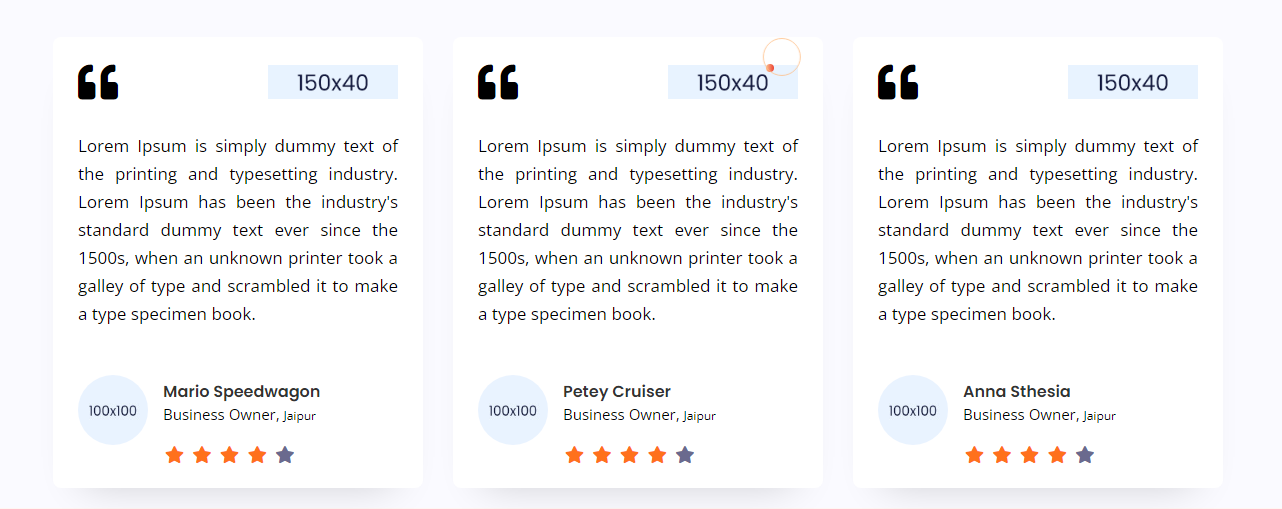 150x40
Lorem Ipsum is simply dummy text of
the printing and typesetting industry.
Lorem Ipsum has been the industry's
standard dummy text ever since the
1500s, when an unknown printer took a
galley of type and scrambled it to make
a type specimen book.
100x100
Mario Speedwagon
Business Owner, Jaipur
150x40
Lorem Ipsum is simply dummy text of
the printing and typesetting industry.
Lorem Ipsum has been the industry's
standard dummy text ever since the
1500s, when an unknown printer took a
galley of type and scrambled it to make
a type specimen book.
100x100
Petey Cruiser
Business Owner, Jaipur
150x40
Lorem Ipsum is simply dummy text of
the printing and typesetting industry.
Lorem Ipsum has been the industry's
standard dummy text ever since the
1500s, when an unknown printer took a
galley of type and scrambled it to make
a type specimen book.
100x100
Anna Sthesia
Business Owner, Jaipur